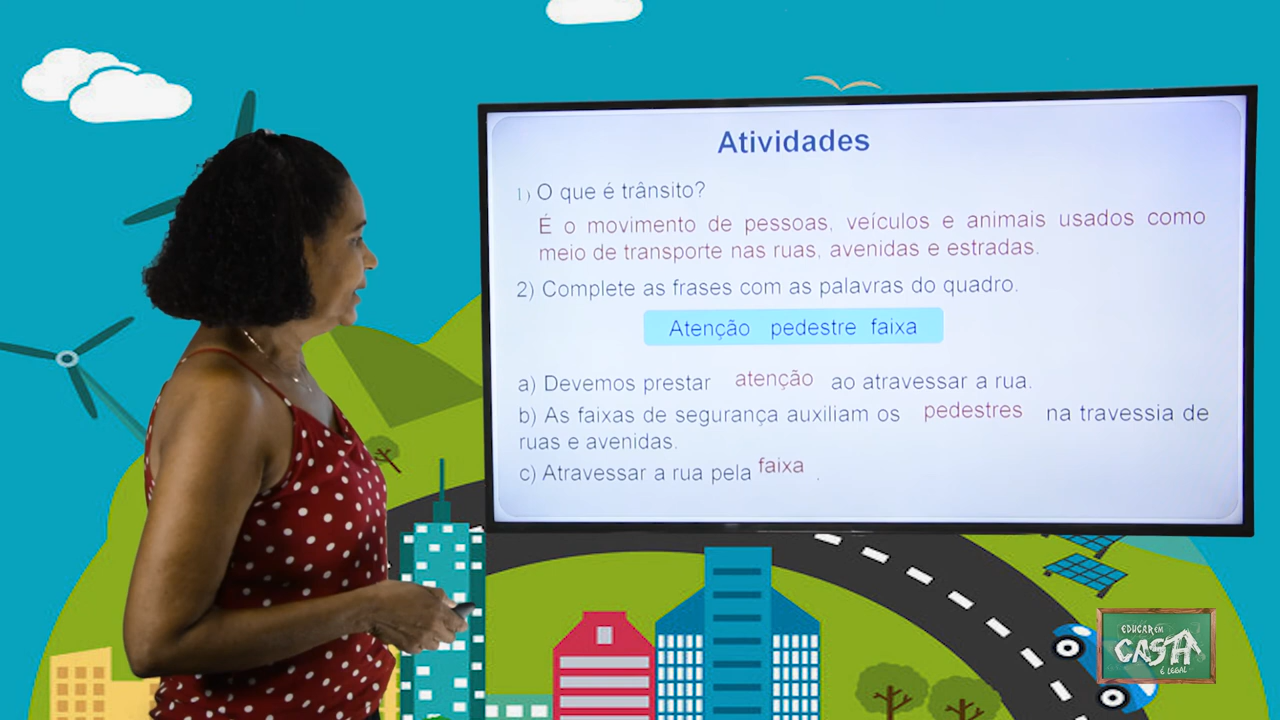 Atividades
1) O que é trânsito?
É o movimento de pessoas, veículos e animais usados como
meio de transporte nas ruas, avenidas e estradas.
2) Complete as frases com as palavras do quadro.
Atenção pedestre faixa
a) Devemos prestar atenção ao atravessar a rua.
b) As faixas de segurança auxiliam os pedestres na travessia de
ruas e avenidas.
c) Atravessar a rua pela faixa .
EDUCAR EM
CASA
É LEGAL